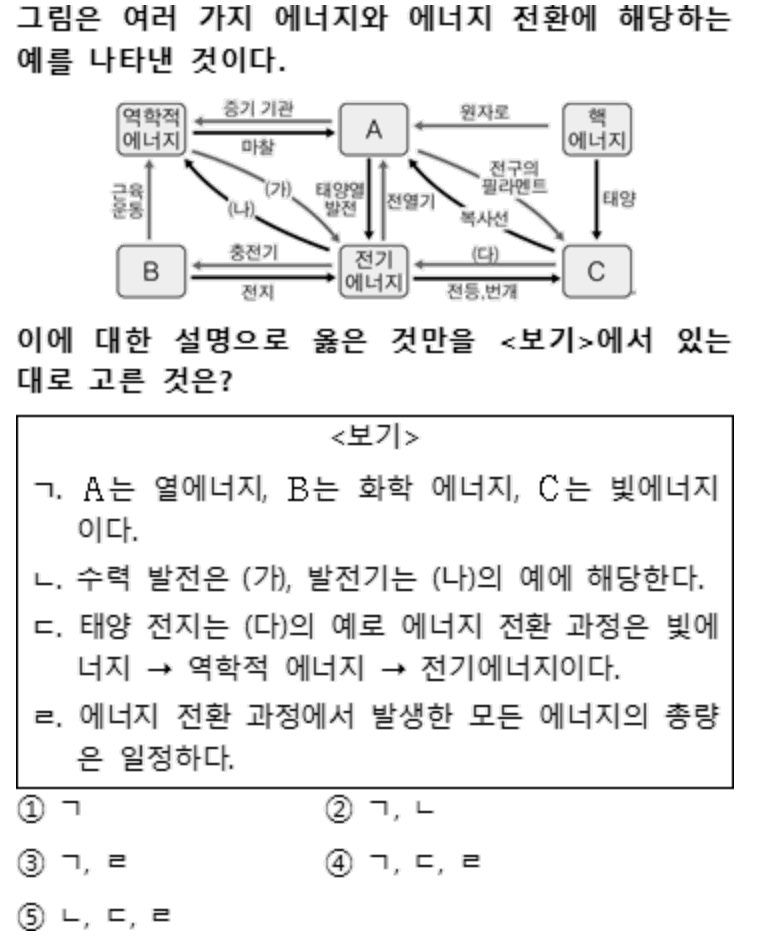 그림은 여러 가지 에너지와 에너지 전환에 해당하는
예를 나타낸 것이다.
역학적
에너지
증기 기관
마찰
A
원자로
핵
에너지
근육
운동
(가)
(나)
태양열
발전
전열기
전구의
필라멘트
복사선
태양
B
충전기
전지
전기
에너지
(다)
전등,번개
C
이에 대한 설명으로 옳은 것만을 <보기>에서 있는
대로 고른 것은?
<보기>
ㄱ. A는 열에너지, B는 화학 에너지, C는 빛에너지
이다.
ㄴ. 수력 발전은 (가), 발전기는 (나)의 예에 해당한다.
ㄷ. 태양 전지는 (다)의 예로 에너지 전환 과정은 빛에
너지 → 역학적 에너지 → 전기에너지이다.
ㄹ. 에너지 전환 과정에서 발생한 모든 에너지의 총량
은 일정하다.
① ㄱ ② ㄱ, ㄴ
③ ㄱ, ㄹ ④ ㄱ, ㄷ, ㄹ
⑤ ㄴ, ㄷ, ㄹ